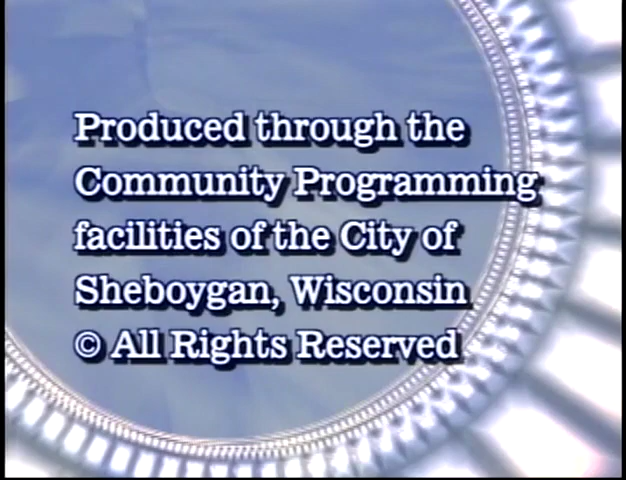 Produced through the
Community Programming
facilities of the City of
Sheboygan, Wisconsin
© All Rights Reserved